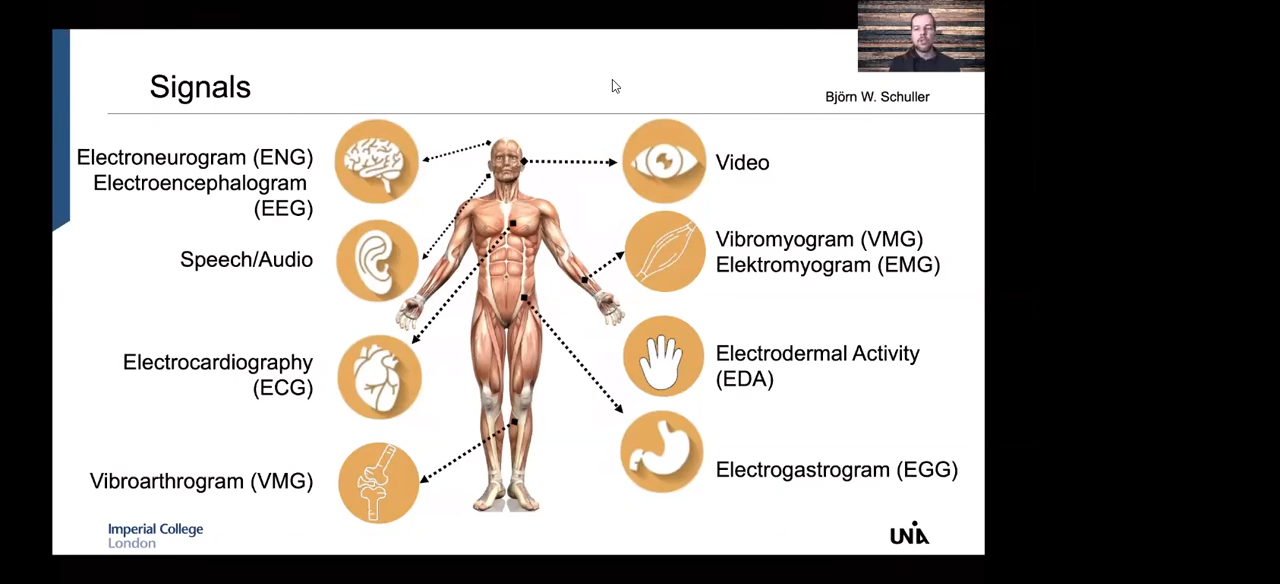 Signals
Björn W. Schuller
Electroneurogram (ENG)
Electroencephalogram
(EEG)
Speech/Audio
Electrocardiography
(ECG)
Vibroarthrogram (VMG)
Video
Vibromyogram (VMG)
Elektromyogram (EMG)
Electrodermal Activity
(EDA)
Electrogastrogram (EGG)
Imperial College
London
UNIA